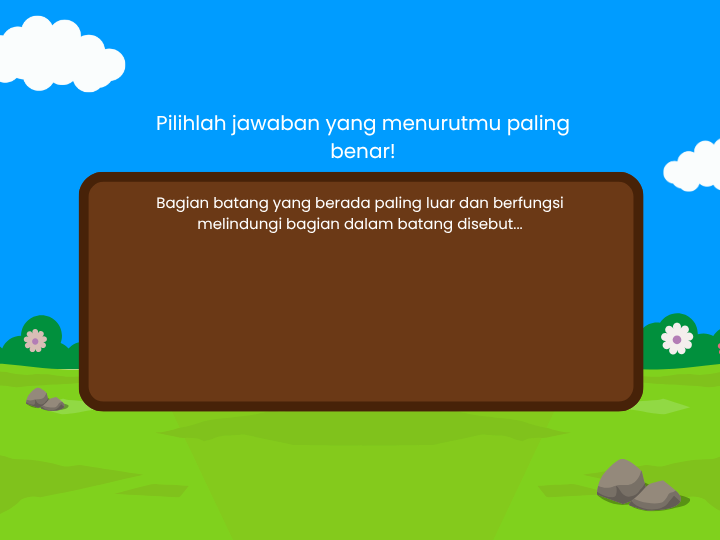 Pilihlah jawaban yang menurutmu paling
benar!
Bagian batang yang berada paling luar dan berfungsi
melindungi bagian dalam batang disebut...